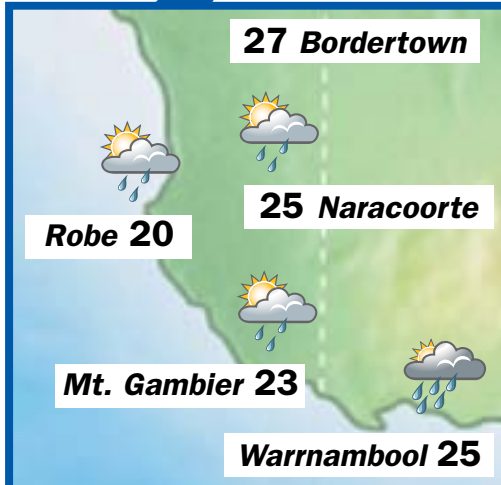 27 Bordertown
25 Naracoorte
Robe 20
Mt. Gambier 23
Warrnambool 25